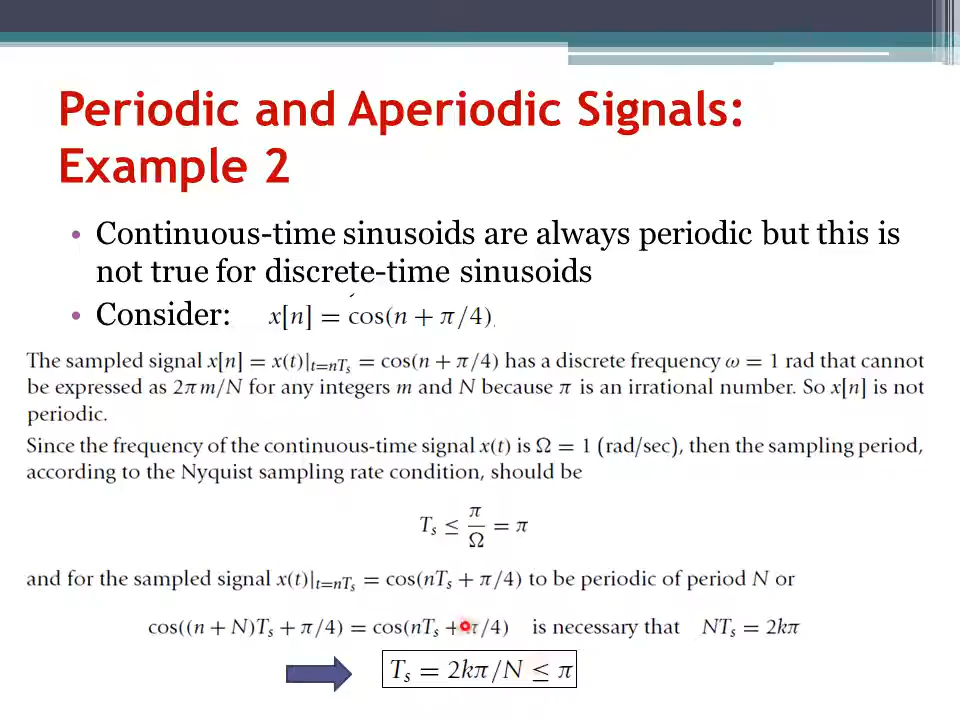 Periodic and Aperiodic Signals:
Example 2
• Continuous-time sinusoids are always periodic but this is
not true for discrete-time sinusoids
• Consider: x[n] = cos(n + π/4),
The sampled signal x[n] = x(t)|t=nTs = cos(n + π/4) has a discrete frequency ω = 1 rad that cannot
be expressed as 2πm/N for any integers m and N because π is an irrational number. So x[n] is not
periodic.
Since the frequency of the continuous-time signal x(t) is Ω = 1 (rad/sec), then the sampling period,
according to the Nyquist sampling rate condition, should be
Ts ≤ π/Ω = π
and for the sampled signal x(t)|t=nTs = cos(nTs + π/4) to be periodic of period N or
cos((n + N)Ts + π/4) = cos(nTs + π/4) is necessary that NTs = 2kπ
Ts = 2kπ/N ≤ π